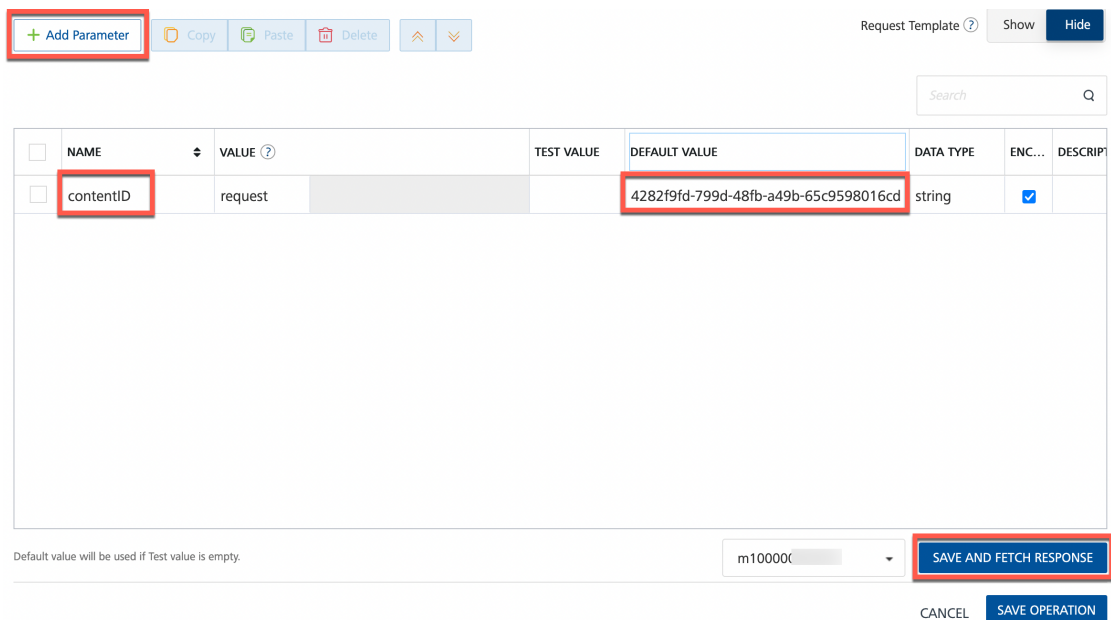 + Add Parameter Copy Paste Delete Request Template ? Show Hide
Search
NAME VALUE ? TEST VALUE DEFAULT VALUE DATA TYPE ENC... DESCRIPT
contentID request 4282f9fd-799d-48fb-a49b-65c9598016cd string
Default value will be used if Test value is empty. m100000 SAVE AND FETCH RESPONSE
CANCEL SAVE OPERATION